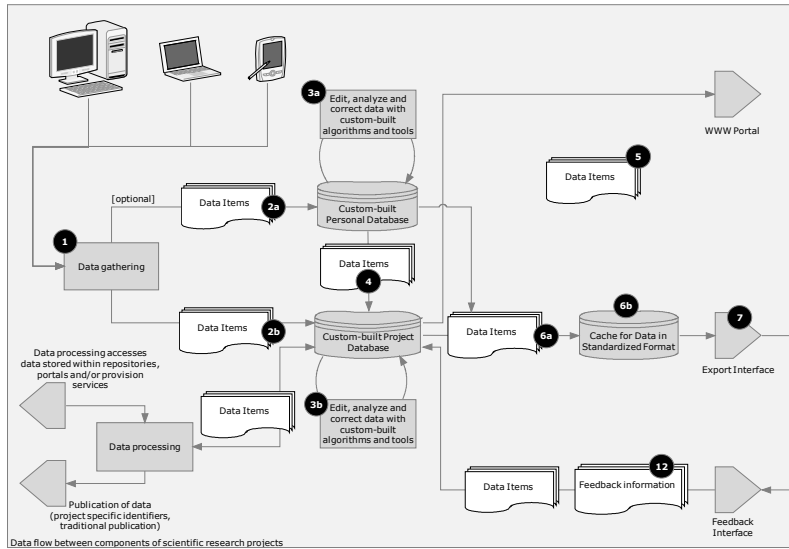 3a
Edit, analyze and
correct data with
custom-built
algorithms and tools
WWW Portal
5
Data Items
[optional]
Data Items
2a
Custom-built
Personal Database
1
Data gathering
Data Items
4
6b
Data Items
2b
Custom-built Project
Database
Data Items
6a
Cache for Data in
Standardized Format
7
Export Interface
Data processing accesses
data stored within repositories,
portals and/or provision
services
Data Items
3b
Edit, analyze and
correct data with
custom-built
algorithms and tools
Data processing
12
Data Items
Feedback information
Feedback
Interface
Publication of data
(project specific identifiers,
traditional publication)
Data flow between components of scientific research projects